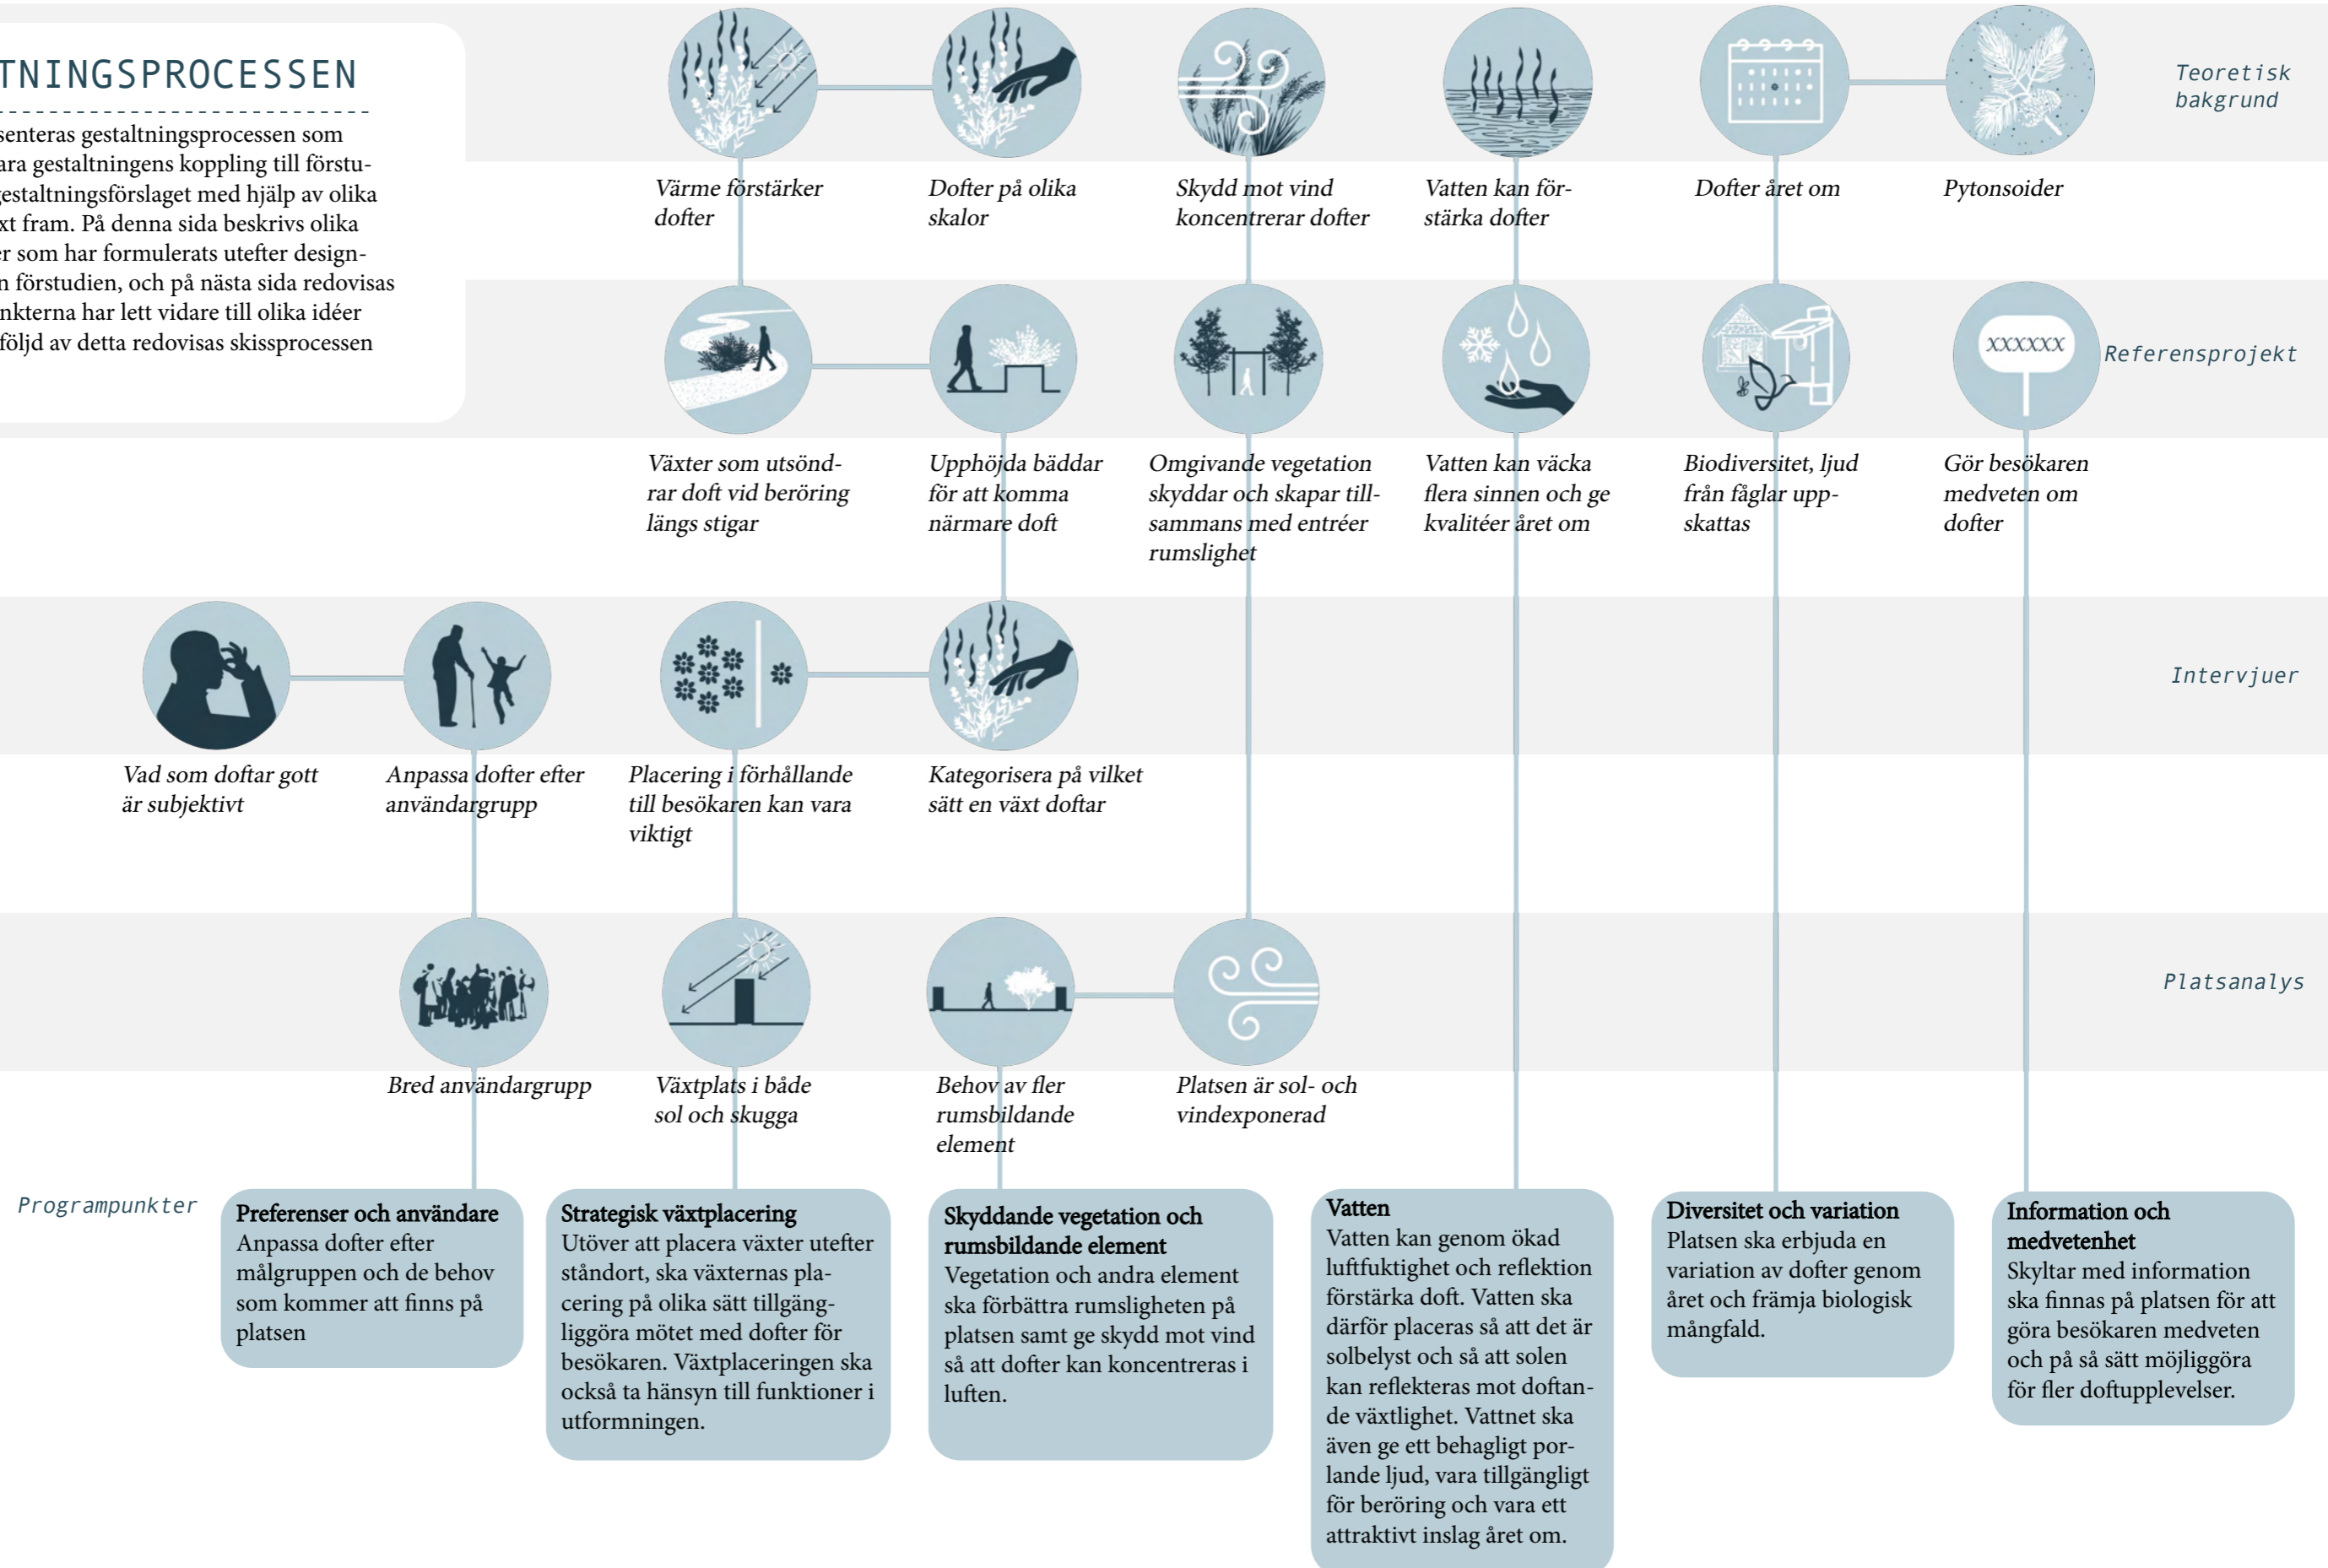 TNINGSPROCESSEN
senteras gestaltningsprocessen som
ara gestaltningens koppling till förstu-
gestaltningsförslaget med hjälp av olika
xt fram. På denna sida beskrivs olika
er som har formulerats utefter design-
n förstudien, och på nästa sida redovisas
nkterna har lett vidare till olika idéer
följd av detta redovisas skissprocessen
Teoretisk
bakgrund
Värme förstärker
dofter
Dofter på olika
skalor
Skydd mot vind
koncentrerar dofter
Vatten kan för-
stärka dofter
Dofter året om
Pytonsoider
xxxxxx
Referensprojekt
Växter som utsönd-
rar doft vid beröring
längs stigar
Upphöjda bäddar
för att komma
närmare doft
Omgivande vegetation
skyddar och skapar till-
sammans med entréer
rumslighet
Vatten kan väcka
flera sinnen och ge
kvalitéer året om
Biodiversitet, ljud
från fåglar upp-
skattas
Gör besökaren
medveten om
dofter
Intervjuer
Vad som doftar gott
är subjektivt
Anpassa dofter efter
användargrupp
Placering i förhållande
till besökaren kan vara
viktigt
Kategorisera på vilket
sätt en växt doftar
Platsanalys
Bred användargrupp
Växtplats i både
sol och skugga
Behov av fler
rumsbildande
element
Platsen är sol- och
vindexponerad
Programpunkter
Preferenser och användare
Anpassa dofter efter
målgruppen och de behov
som kommer att finns på
platsen
Strategisk växtplacering
Utöver att placera växter utefter
ståndort, ska växternas pla-
cering på olika sätt tillgäng-
liggöra mötet med dofter för
besökaren. Växtplaceringen ska
också ta hänsyn till funktioner i
utformningen.
Skyddande vegetation och
rumsbildande element
Vegetation och andra element
ska förbättra rumsligheten på
platsen samt ge skydd mot vind
så att dofter kan koncentreras i
luften.
Vatten
Vatten kan genom ökad
luftfuktighet och reflektion
förstärka doft. Vatten ska
därför placeras så att det är
solbelyst och så att solen
kan reflekteras mot doftan-
de växtlighet. Vattnet ska
även ge ett behagligt por-
lande ljud, vara tillgängligt
för beröring och vara ett
attraktivt inslag året om.
Diversitet och variation
Platsen ska erbjuda en
variation av dofter genom
året och främja biologisk
mångfald.
Information och
medvetenhet
Skyltar med information
ska finnas på platsen för att
göra besökaren medveten
och på så sätt möjliggöra
för fler doftupplevelser.